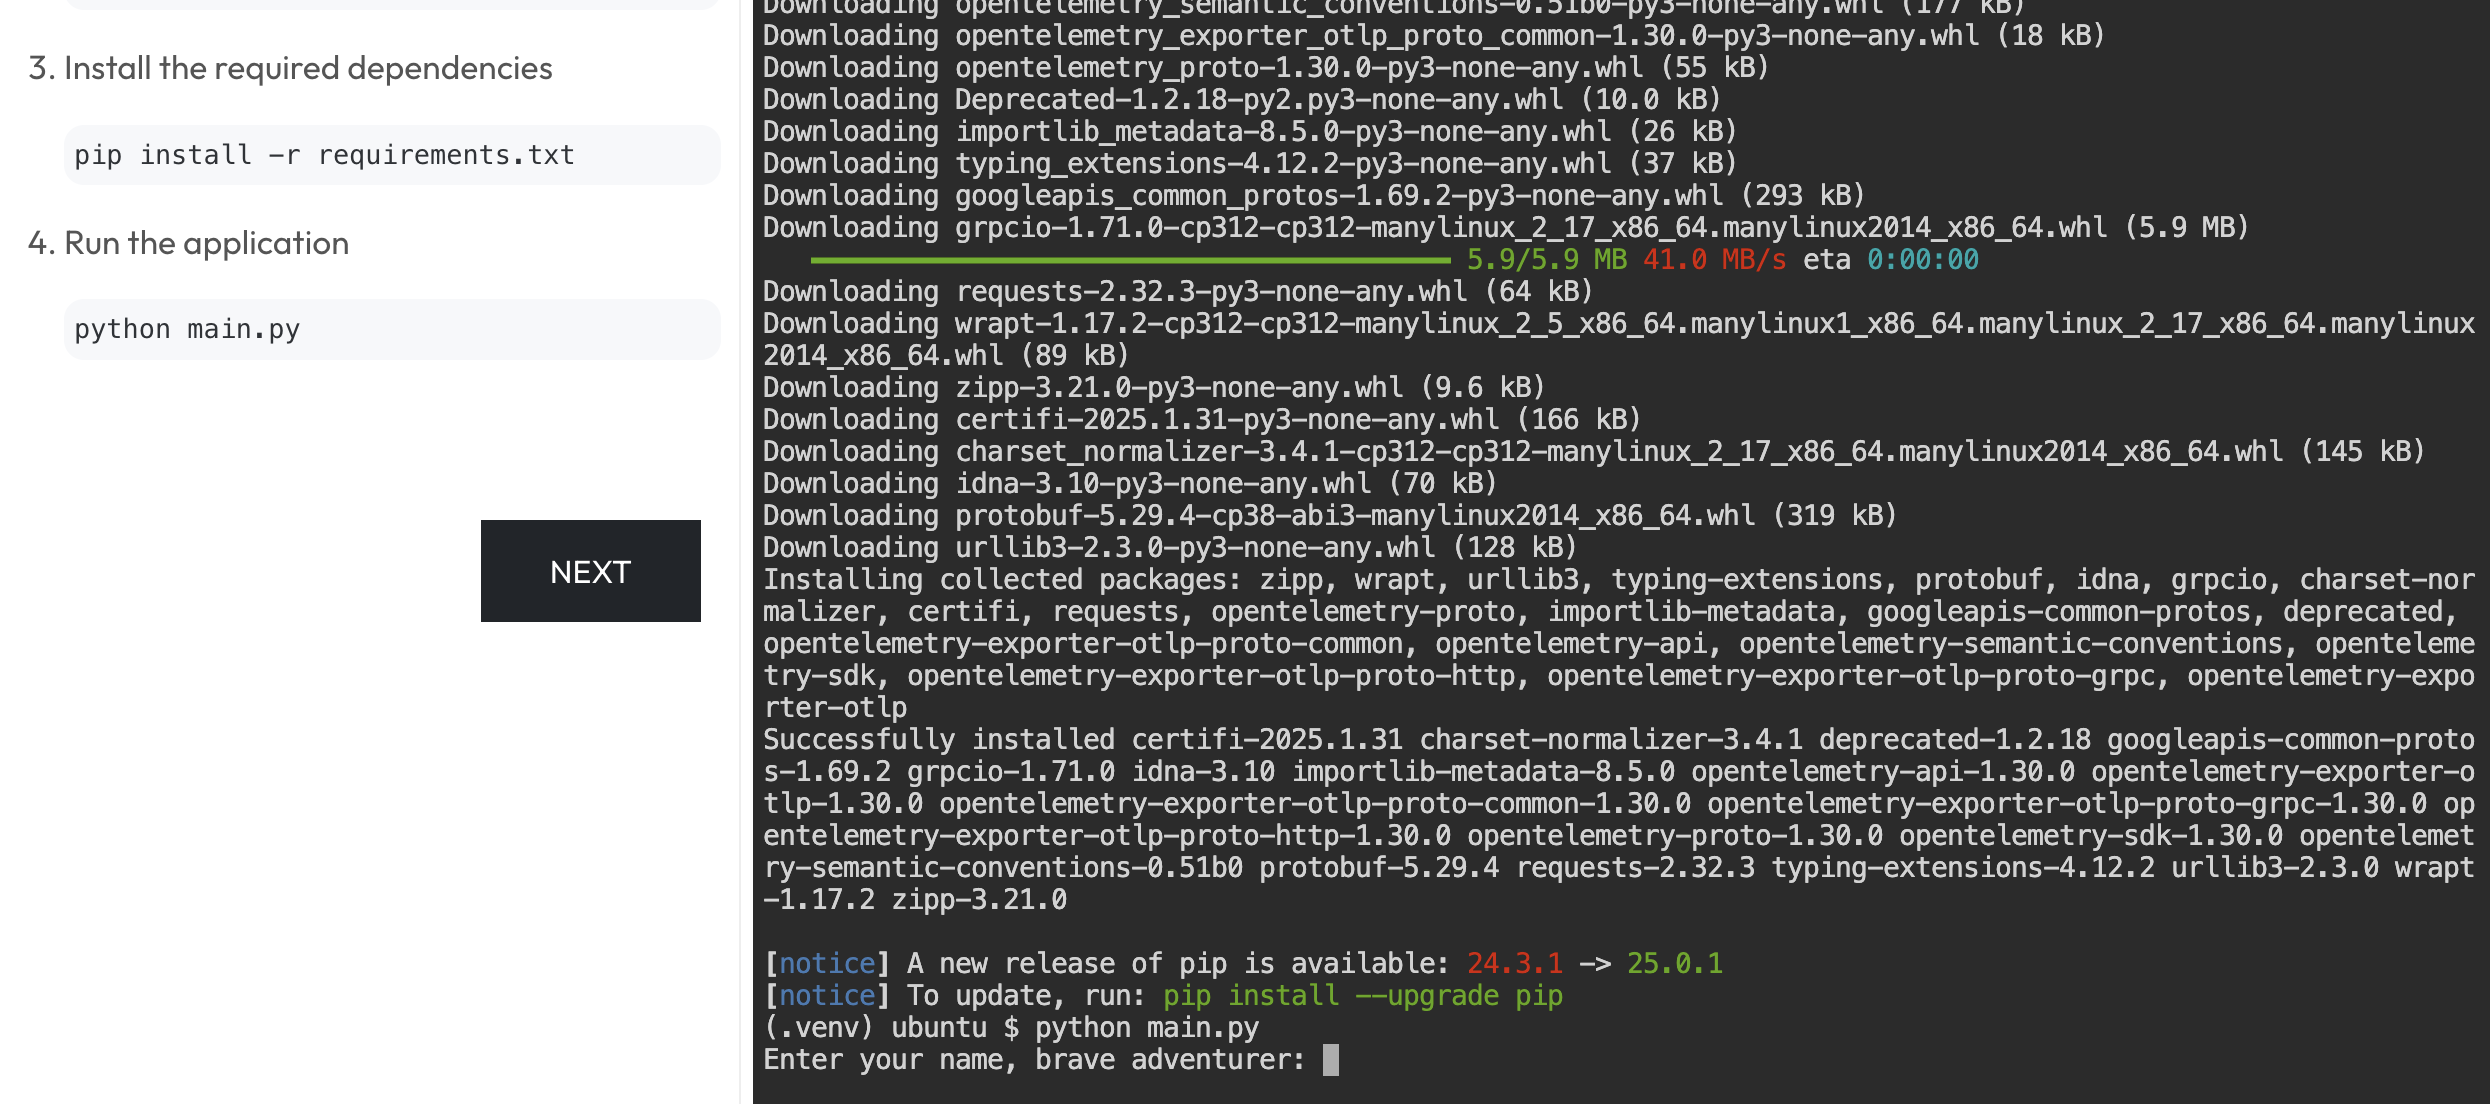 3. Install the required dependencies
pip install -r requirements.txt
4. Run the application
python main.py
NEXT
Downloading opentelemetry_semantic_conventions-0.51b0-py3-none-any.whl (177 kB)
Downloading opentelemetry_exporter_otlp_proto_common-1.30.0-py3-none-any.whl (18 kB)
Downloading opentelemetry_proto-1.30.0-py3-none-any.whl (55 kB)
Downloading Deprecated-1.2.18-py2.py3-none-any.whl (10.0 kB)
Downloading importlib_metadata-8.5.0-py3-none-any.whl (26 kB)
Downloading typing_extensions-4.12.2-py3-none-any.whl (37 kB)
Downloading googleapis_common_protos-1.69.2-py3-none-any.whl (293 kB)
Downloading grpcio-1.71.0-cp312-cp312-manylinux_2_17_x86_64.manylinux2014_x86_64.whl (5.9 MB)
5.9/5.9 MB 41.0 MB/s eta 0:00:00
Downloading requests-2.32.3-py3-none-any.whl (64 kB)
Downloading wrapt-1.17.2-cp312-cp312-manylinux_2_5_x86_64.manylinux1_x86_64.manylinux_2_17_x86_64.manylinux
2014_x86_64.whl (89 kB)
Downloading zipp-3.21.0-py3-none-any.whl (9.6 kB)
Downloading certifi-2025.1.31-py3-none-any.whl (166 kB)
Downloading charset_normalizer-3.4.1-cp312-cp312-manylinux_2_17_x86_64.manylinux2014_x86_64.whl (145 kB)
Downloading idna-3.10-py3-none-any.whl (70 kB)
Downloading protobuf-5.29.4-cp38-abi3-manylinux2014_x86_64.whl (319 kB)
Downloading urllib3-2.3.0-py3-none-any.whl (128 kB)
Installing collected packages: zipp, wrapt, urllib3, typing-extensions, protobuf, idna, grpcio, charset-nor
malizer, certifi, requests, opentelemetry-proto, importlib-metadata, googleapis-common-protos, deprecated,
opentelemetry-exporter-otlp-proto-common, opentelemetry-api, opentelemetry-semantic-conventions, openteleme
try-sdk, opentelemetry-exporter-otlp-proto-http, opentelemetry-exporter-otlp-proto-grpc, opentelemetry-expo
rter-otlp
Successfully installed certifi-2025.1.31 charset-normalizer-3.4.1 deprecated-1.2.18 googleapis-common-proto
s-1.69.2 grpcio-1.71.0 idna-3.10 importlib-metadata-8.5.0 opentelemetry-api-1.30.0 opentelemetry-exporter-o
tlp-1.30.0 opentelemetry-exporter-otlp-proto-common-1.30.0 opentelemetry-exporter-otlp-proto-grpc-1.30.0 op
entelemetry-exporter-otlp-proto-http-1.30.0 opentelemetry-proto-1.30.0 opentelemetry-sdk-1.30.0 opentelemet
ry-semantic-conventions-0.51b0 protobuf-5.29.4 requests-2.32.3 typing-extensions-4.12.2 urllib3-2.3.0 wrapt
-1.17.2 zipp-3.21.0
[notice] A new release of pip is available: 24.3.1 -> 25.0.1
[notice] To update, run: pip install --upgrade pip
(.venv) ubuntu $ python main.py
Enter your name, brave adventurer: